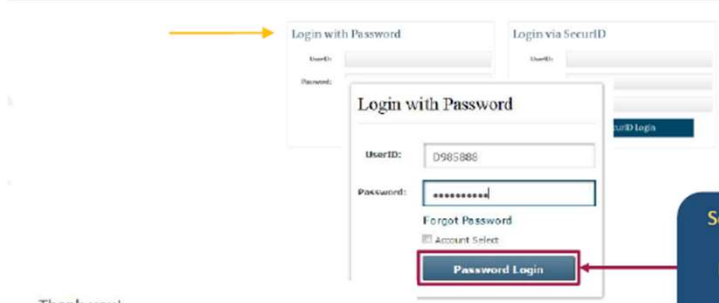 Login with Password
Login via SecurID
UserID:
UserID:
Password:
Login with Password
UserID:
D985888
Password:
Forgot Password
Account Select
Password Login
SecurID Login
Thank you!